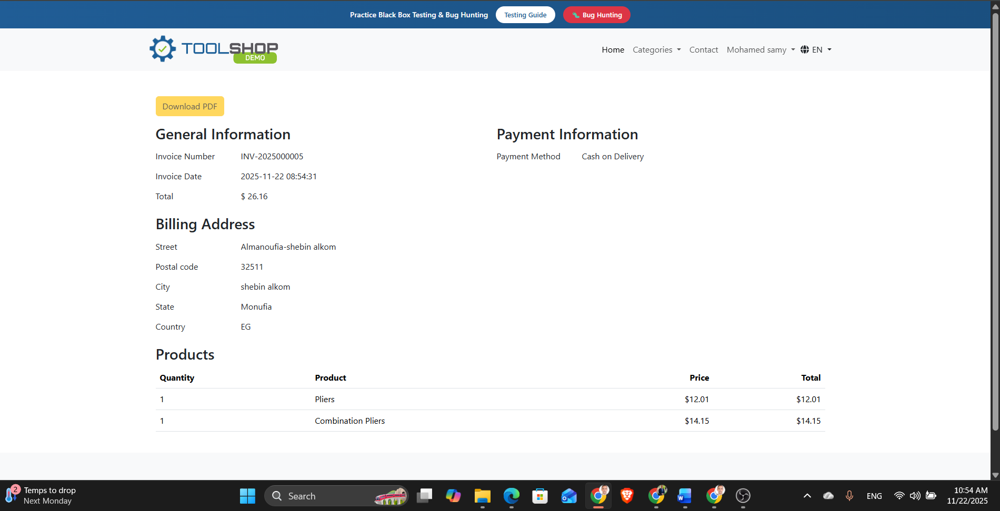 Practice Black Box Testing & Bug Hunting Testing Guide Bug Hunting
TOOLSHOP
DEMO
Home Categories Contact Mohamed samy EN
Download PDF
General Information
Invoice Number INV-2025000005
Invoice Date 2025-11-22 08:54:31
Total $ 26.16
Payment Information
Payment Method Cash on Delivery
Billing Address
Street Almanoufia-shebin alkom
Postal code 32511
City shebin alkom
State Monufia
Country EG
Products
Quantity Product Price Total
1 Pliers $12.01 $12.01
1 Combination Pliers $14.15 $14.15
2
Temps to drop
Next Monday
Search
W
ENG
10:54 AM
11/22/2025